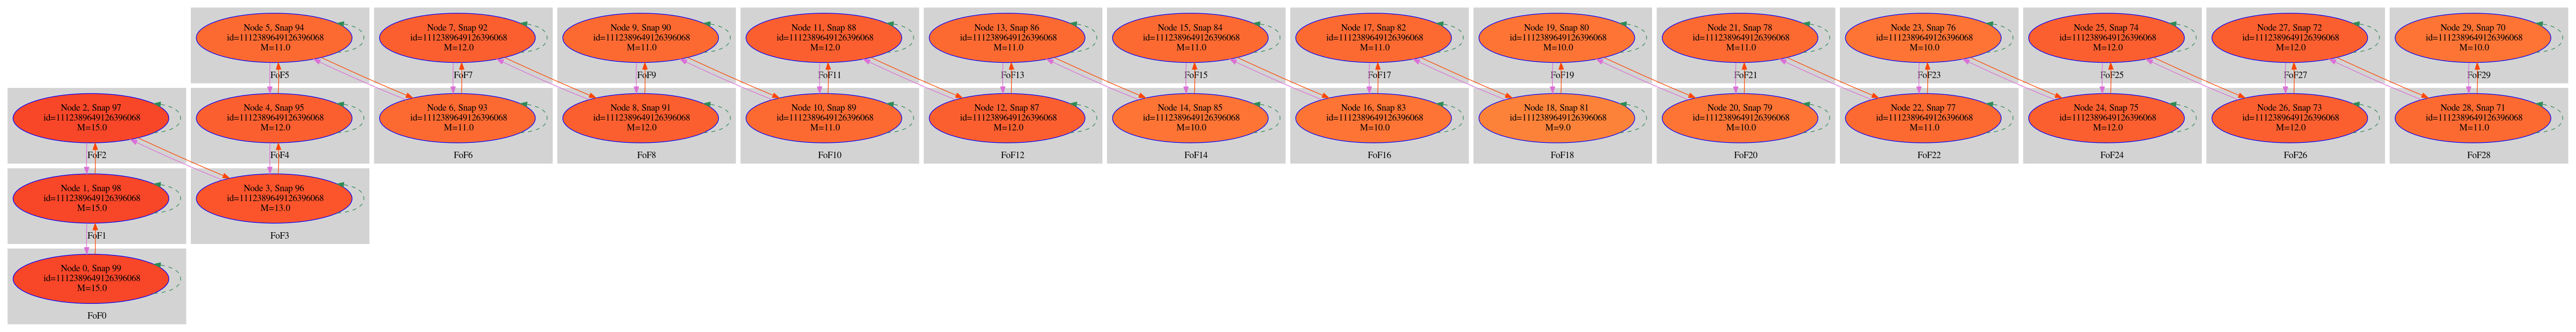 Node 5, Snap 94
id=1112389649126396068
M=11.0
FoF5
Node 7, Snap 92
id=1112389649126396068
M=12.0
FoF7
Node 9, Snap 90
id=1112389649126396068
M=11.0
FoF9
Node 11, Snap 88
id=1112389649126396068
M=12.0
FoF11
Node 13, Snap 86
id=1112389649126396068
M=11.0
FoF13
Node 15, Snap 84
id=1112389649126396068
M=11.0
FoF15
Node 17, Snap 82
id=1112389649126396068
M=11.0
FoF17
Node 19, Snap 80
id=1112389649126396068
M=10.0
FoF19
Node 21, Snap 78
id=1112389649126396068
M=11.0
FoF21
Node 23, Snap 76
id=1112389649126396068
M=10.0
FoF23
Node 25, Snap 74
id=1112389649126396068
M=12.0
FoF25
Node 27, Snap 72
id=1112389649126396068
M=12.0
FoF27
Node 29, Snap 70
id=1112389649126396068
M=10.0
FoF29
Node 2, Snap 97
id=1112389649126396068
M=15.0
FoF2
Node 4, Snap 95
id=1112389649126396068
M=12.0
FoF4
Node 6, Snap 93
id=1112389649126396068
M=11.0
FoF6
Node 8, Snap 91
id=1112389649126396068
M=12.0
FoF8
Node 10, Snap 89
id=1112389649126396068
M=11.0
FoF10
Node 12, Snap 87
id=1112389649126396068
M=12.0
FoF12
Node 14, Snap 85
id=1112389649126396068
M=10.0
FoF14
Node 16, Snap 83
id=1112389649126396068
M=10.0
FoF16
Node 18, Snap 81
id=1112389649126396068
M=9.0
FoF18
Node 20, Snap 79
id=1112389649126396068
M=10.0
FoF20
Node 22, Snap 77
id=1112389649126396068
M=11.0
FoF22
Node 24, Snap 75
id=1112389649126396068
M=12.0
FoF24
Node 26, Snap 73
id=1112389649126396068
M=12.0
FoF26
Node 28, Snap 71
id=1112389649126396068
M=11.0
FoF28
Node 1, Snap 98
id=1112389649126396068
M=15.0
FoF1
Node 3, Snap 96
id=1112389649126396068
M=13.0
FoF3
Node 0, Snap 99
id=1112389649126396068
M=15.0
FoF0